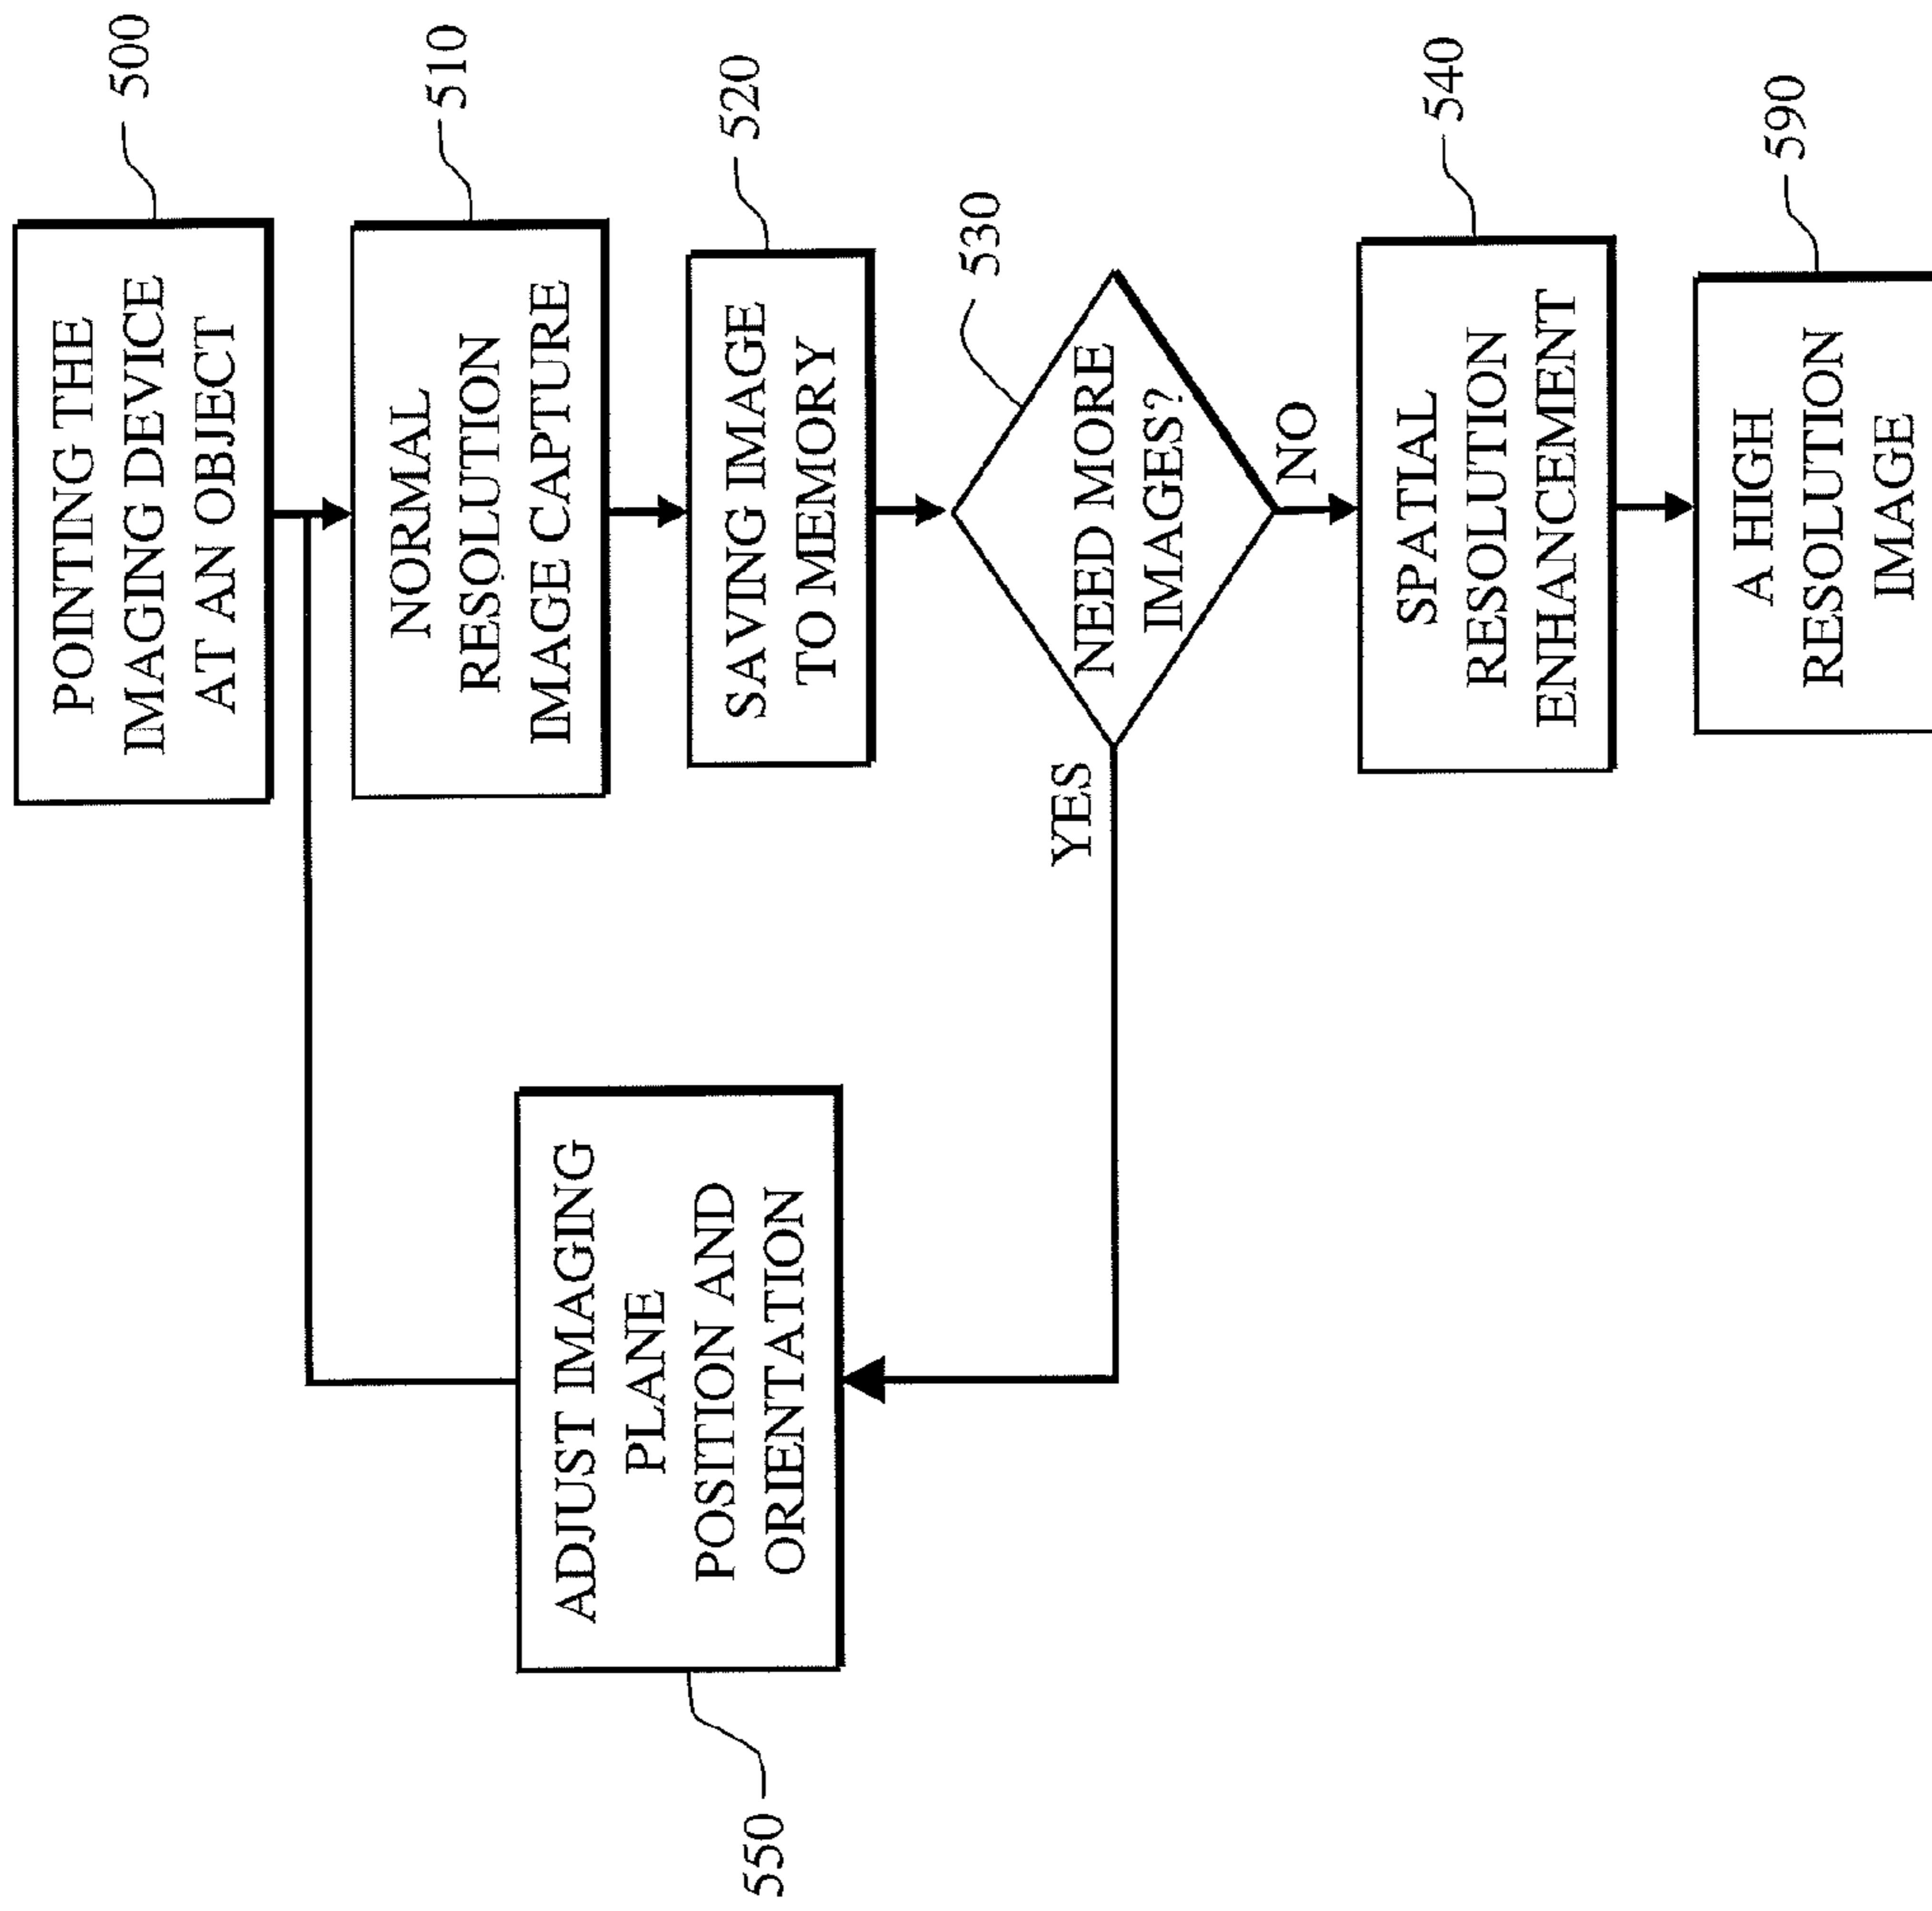 POINTING THE
IMAGING DEVICE
AT AN OBJECT
500
NORMAL
RESOLUTION
IMAGE CAPTURE
510
SAVING IMAGE
TO MEMORY
520
NEED MORE
IMAGES?
530
YES
NO
ADJUST IMAGING
PLANE
POSITION AND
ORIENTATION
550
SPATIAL
RESOLUTION
ENHANCEMENT
540
A HIGH
RESOLUTION
IMAGE
590